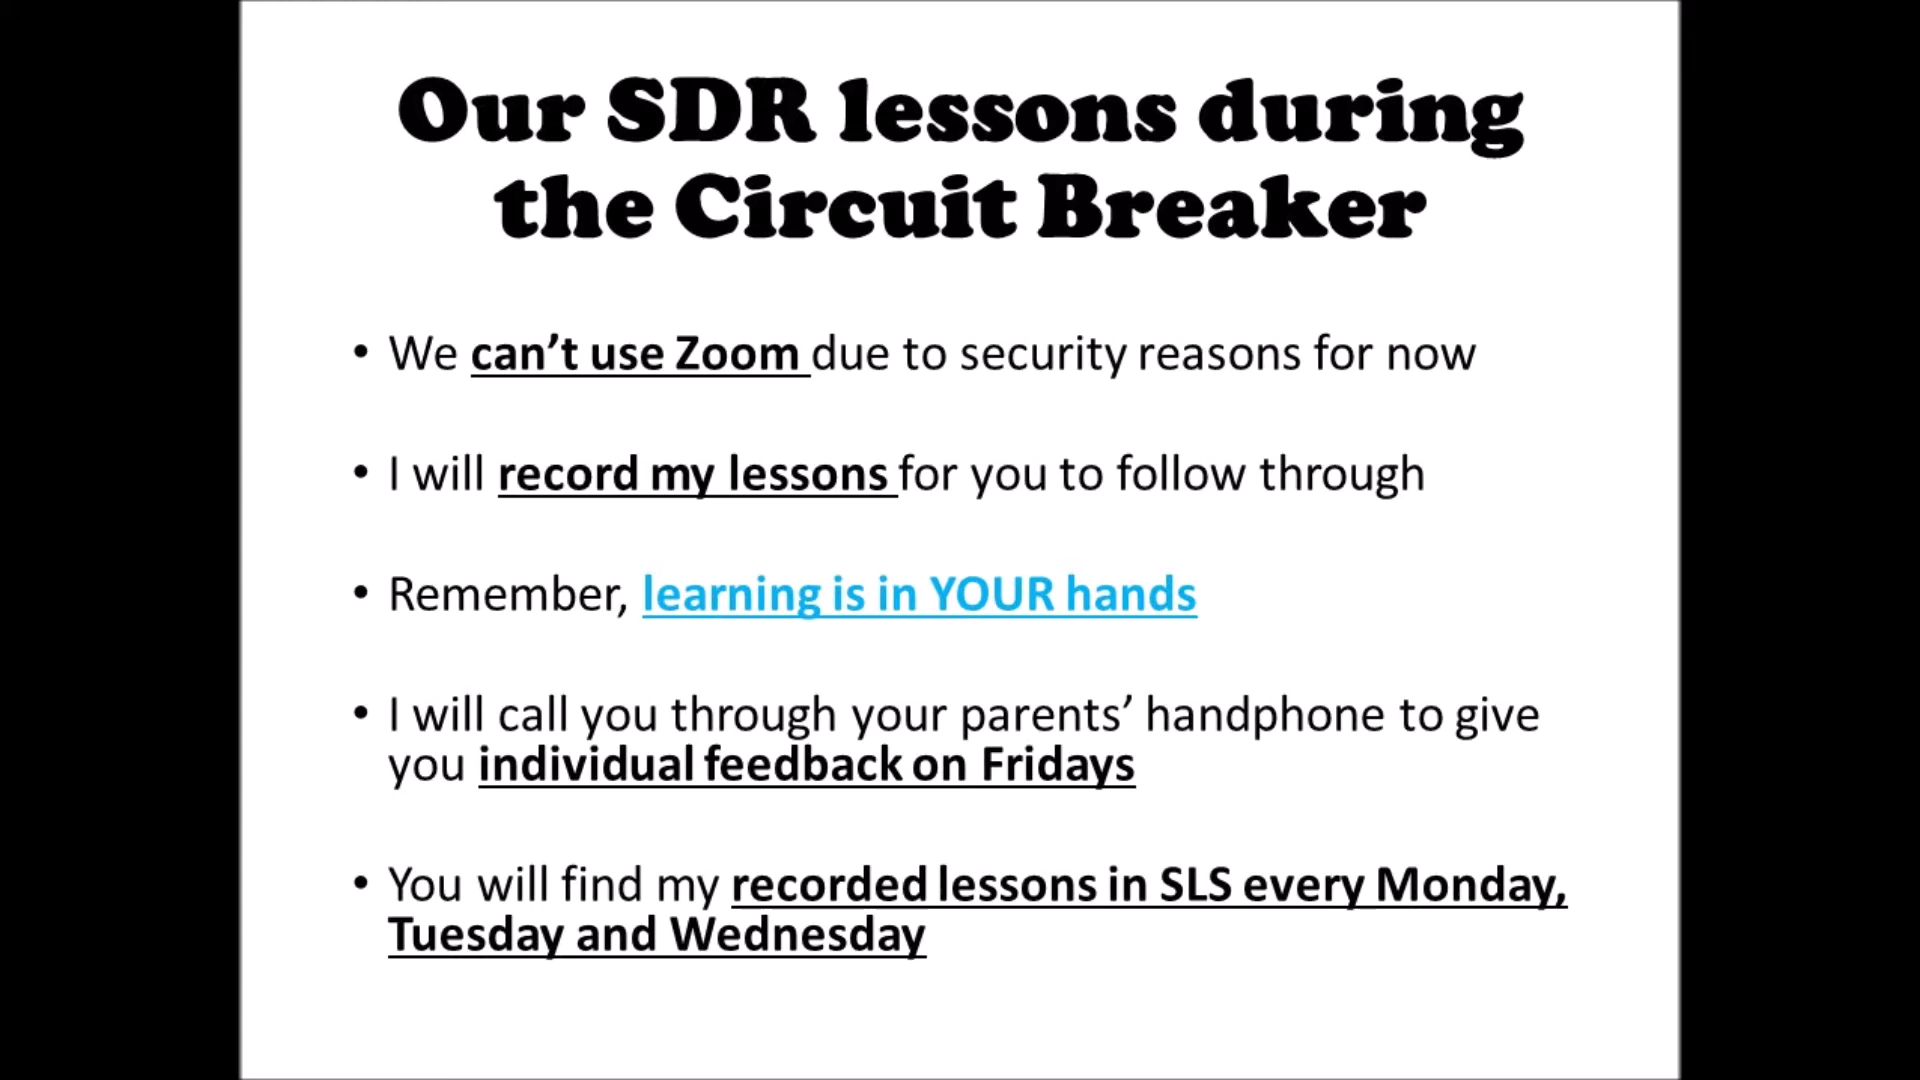 Our SDR lessons during
the Circuit Breaker
• We can’t use Zoom due to security reasons for now
• I will record my lessons for you to follow through
• Remember, learning is in YOUR hands
• I will call you through your parents’ handphone to give
you individual feedback on Fridays
• You will find my recorded lessons in SLS every Monday,
Tuesday and Wednesday